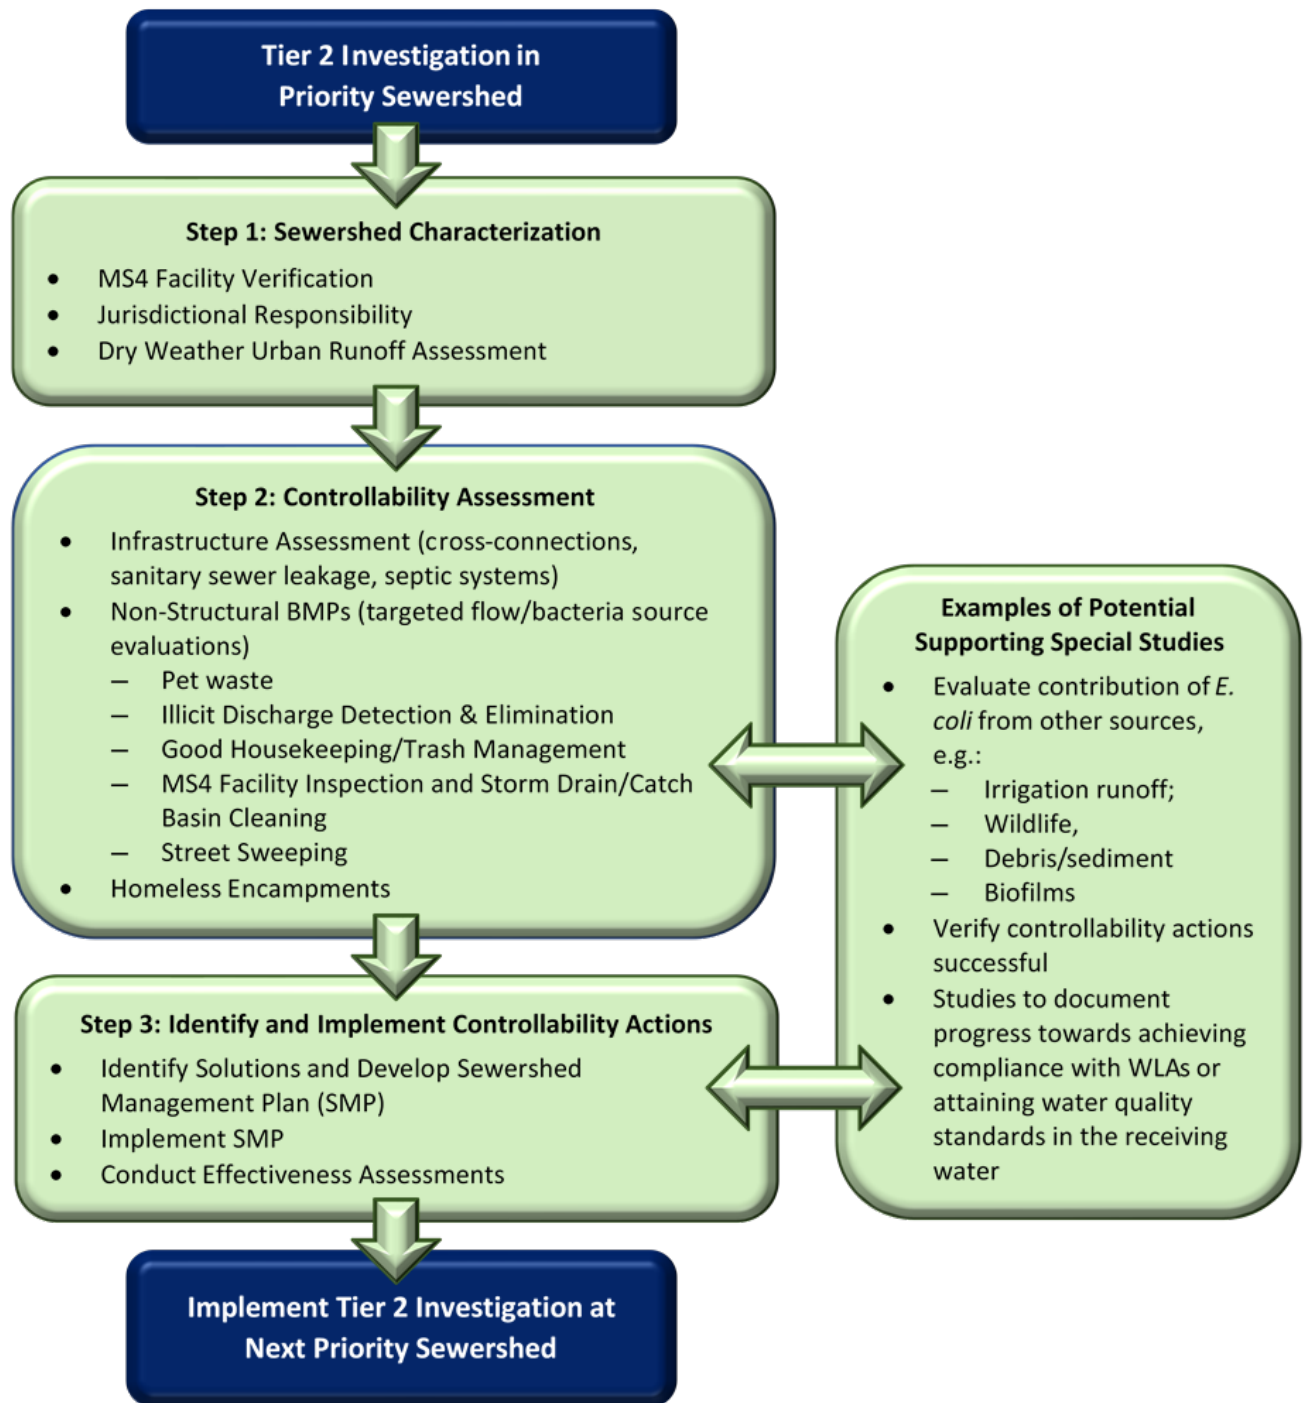 Tier 2 Investigation in
Priority Sewershed
Step 1: Sewershed Characterization
• MS4 Facility Verification
• Jurisdictional Responsibility
• Dry Weather Urban Runoff Assessment
Step 2: Controllability Assessment
• Infrastructure Assessment (cross-connections,
sanitary sewer leakage, septic systems)
• Non-Structural BMPs (targeted flow/bacteria source
evaluations)
– Pet waste
– Illicit Discharge Detection & Elimination
– Good Housekeeping/Trash Management
– MS4 Facility Inspection and Storm Drain/Catch
Basin Cleaning
– Street Sweeping
• Homeless Encampments
Examples of Potential
Supporting Special Studies
• Evaluate contribution of E.
coli from other sources,
e.g.:
– Irrigation runoff;
– Wildlife,
– Debris/sediment
– Biofilms
• Verify controllability actions
successful
• Studies to document
progress towards achieving
compliance with WLAs or
attaining water quality
standards in the receiving
water
Step 3: Identify and Implement Controllability Actions
• Identify Solutions and Develop Sewershed
Management Plan (SMP)
• Implement SMP
• Conduct Effectiveness Assessments
Implement Tier 2 Investigation at
Next Priority Sewershed